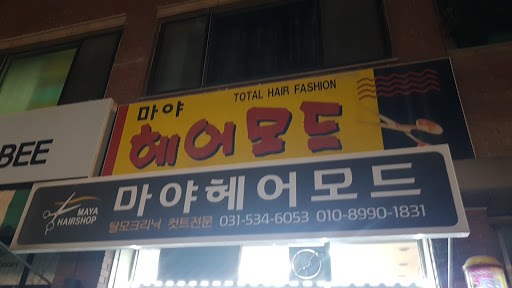 TOTAL HAIR FASHION
마야
헤어모드
BEE
MAYA
HAIRSHOP
마야헤어모드
탈모크리닉 컷트전문 031-534-6053 010-8990-1831